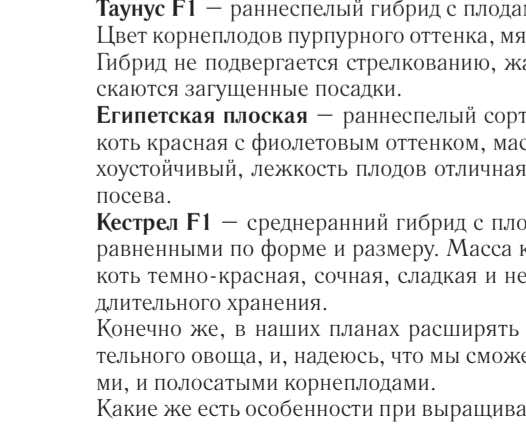 Таунус F1 — раннеспелый гибрид с плодам
Цвет корнеплодов пурпурного оттенка, мя
Гибрид не подвергается стрелкованию, жа
скаются загущенные посадки.
Египетская плоская — раннеспелый сорт
коть красная с фиолетовым оттенком, мас
хоустойчивый, лежкость плодов отличная
посева.
Кестрел F1 — среднеранний гибрид с пло
равненными по форме и размеру. Масса к
коть темно-красная, сочная, сладкая и не
длительного хранения.
Конечно же, в наших планах расширять
тельного овоща, и, надеюсь, что мы сможе
ми, и полосатыми корнеплодами.
Какие же есть особенности при выращива